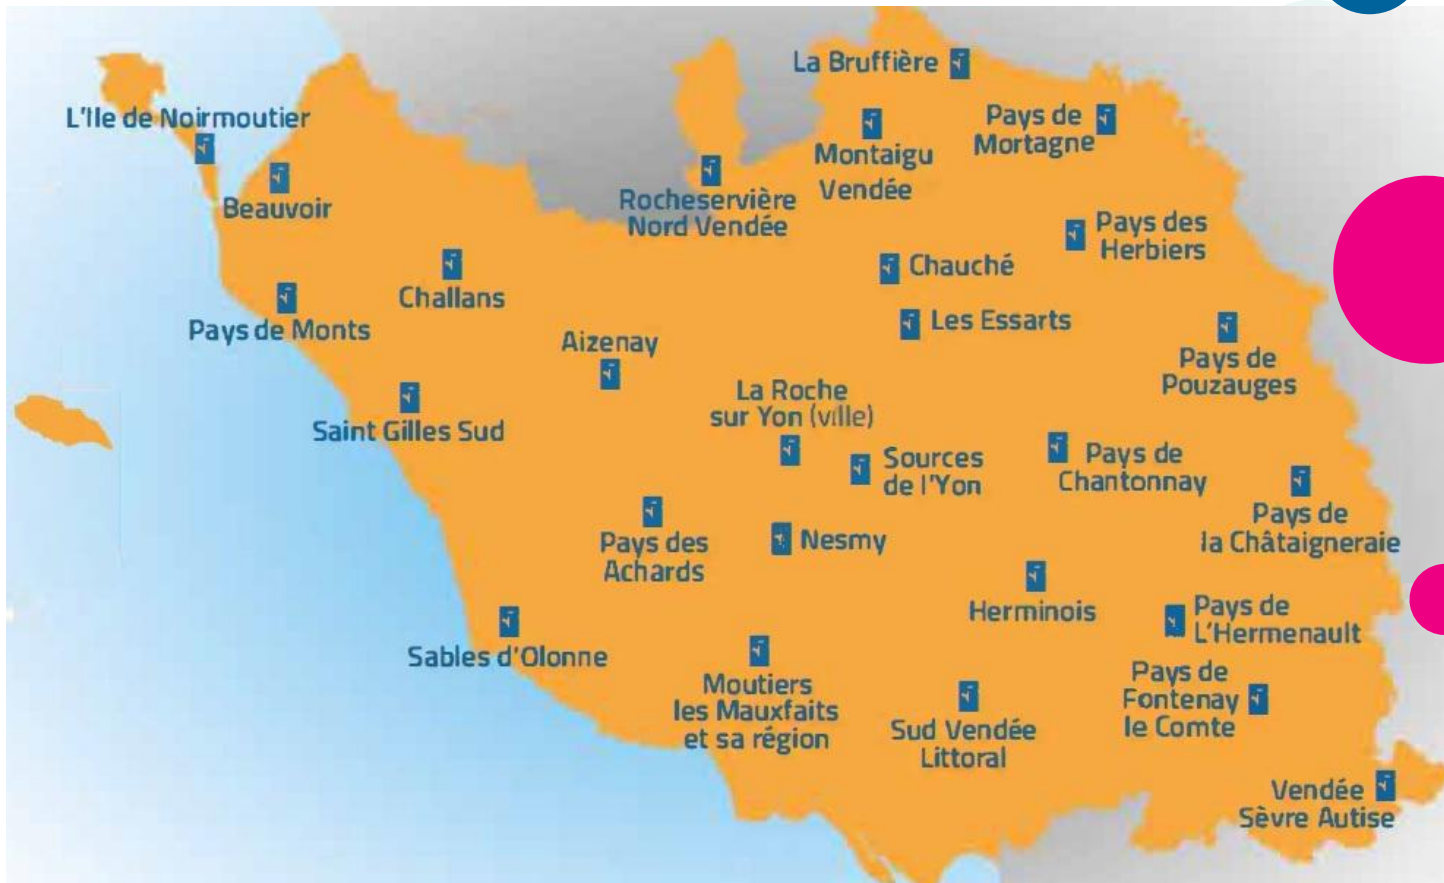 La Bruffière
L'Ile de Noirmoutier
Pays de
Mortagne
Montaigu
Vendée
Rocheservière
Nord Vendée
Beauvoir
Pays des
Herbiers
Chauché
Challans
Pays de Monts
Les Essarts
Aizenay
Pays de
Pouzauges
La Roche
sur Yon (ville)
Saint Gilles Sud
Sources
de l'Yon
Pays de
Chantonnay
Pays de
la Châtaigneraie
Pays des
Achards
Nesmy
Herminois
Pays de
L'Hermenault
Sables d'Olonne
Moutiers
les Mauxfaits
et sa région
Pays de
Fontenay
le Comte
Sud Vendée
Littoral
Vendée
Sèvre Autise